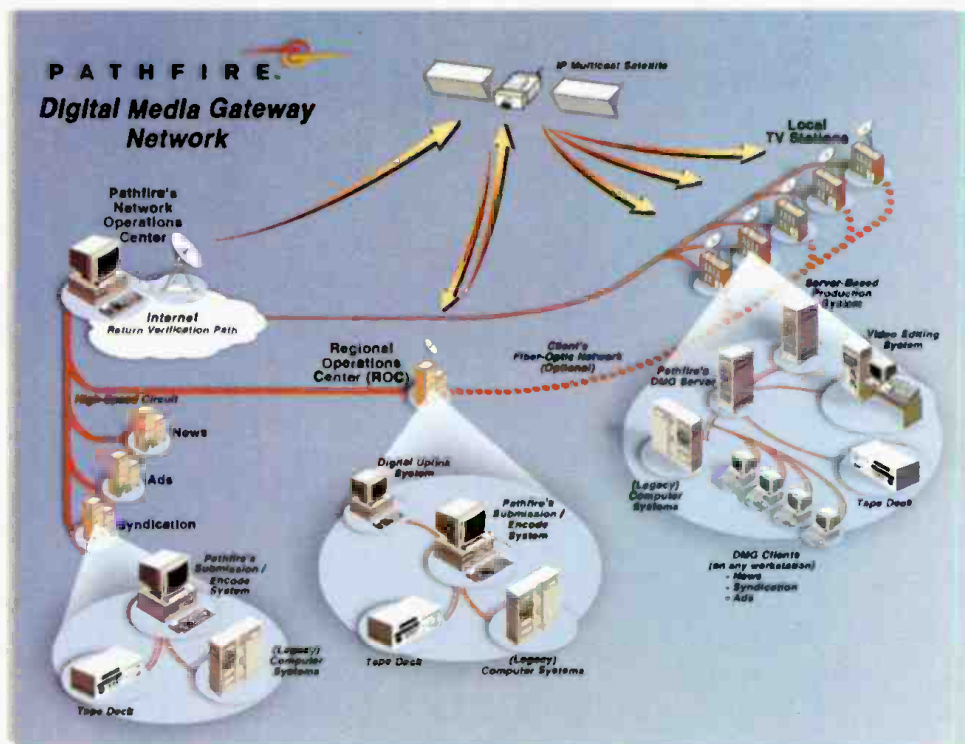 PATHFIRE™
Digital Media Gateway
Network
IP Multicast Satellite
Local
TV Stations
Pathfire's
Network
Operations
Center
Internet
Return Verification Path
Regional
Operations
Center (ROC)
Client's
Fiber-Optic Network
(Optional)
Server-Based
Production
System
Video Editing
System
Pathfire's
DMG Server
(Legacy)
Computer
Systems
Tape Deck
DMG Clients
(on any workstation)
- News
- Syndication
- Ads
High-Speed Circuit
News
Ads
Syndication
Digital Uplink
System
Pathfire's
Submission /
Encode
System
Tape Deck
(Legacy)
Computer Systems
Pathfire's
Submission /
Encode
System
Tape Deck
(Legacy)
Computer
Systems